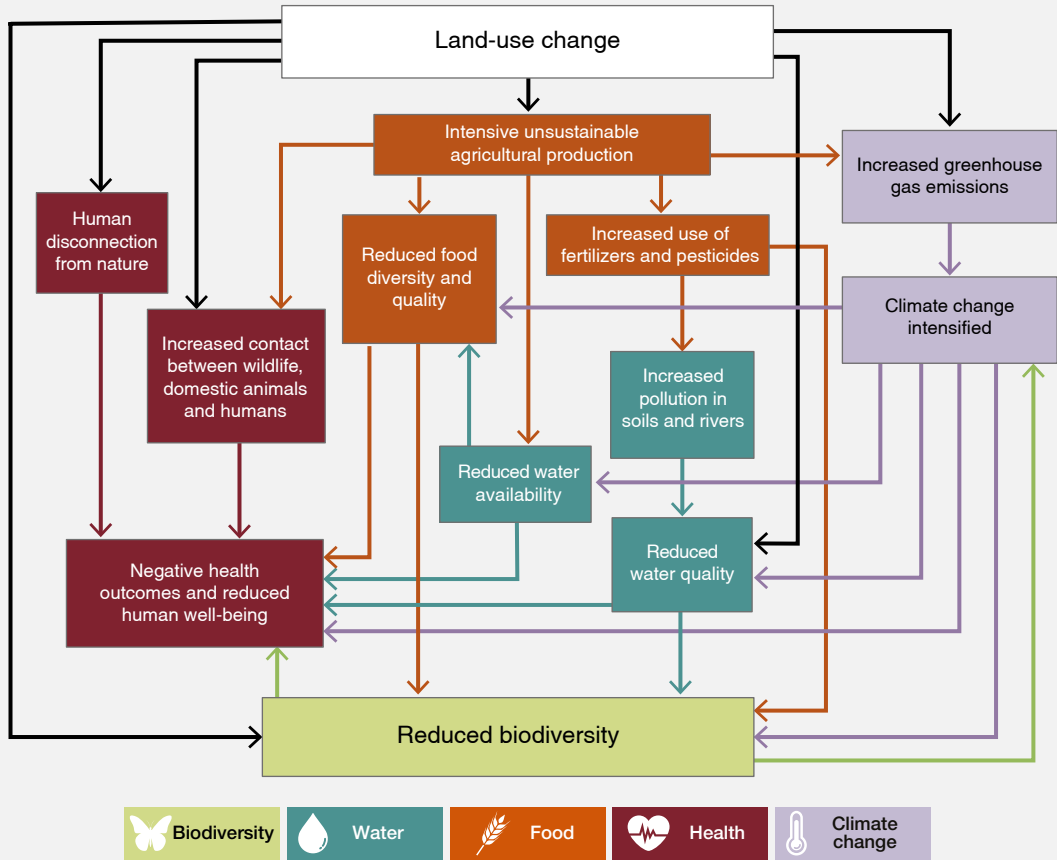 Land-use change
Intensive unsustainable
agricultural production
Increased greenhouse
gas emissions
Human
disconnection
from nature
Reduced food
diversity and
quality
Increased use of
fertilizers and pesticides
Climate change
intensified
Increased contact
between wildlife,
domestic animals
and humans
Increased
pollution in
soils and rivers
Reduced water
availability
Negative health
outcomes and reduced
human well-being
Reduced
water quality
Reduced biodiversity
Biodiversity
Water
Food
Health
Climate
change